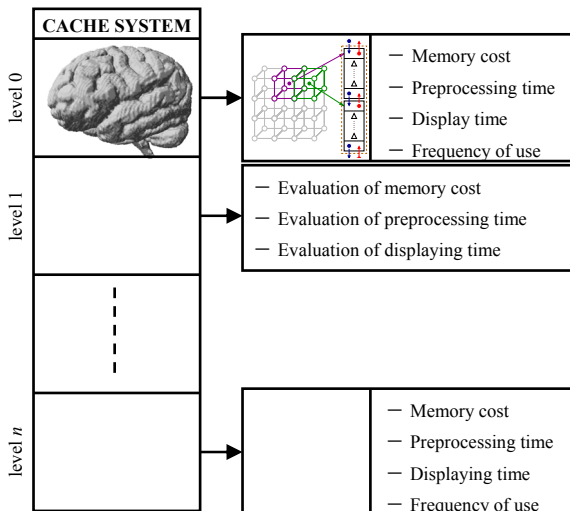 CACHE SYSTEM
level 0
— Memory cost
— Preprocessing time
— Display time
— Frequency of use
level 1
— Evaluation of memory cost
— Evaluation of preprocessing time
— Evaluation of displaying time
level n
— Memory cost
— Preprocessing time
— Displaying time
— Frequency of use